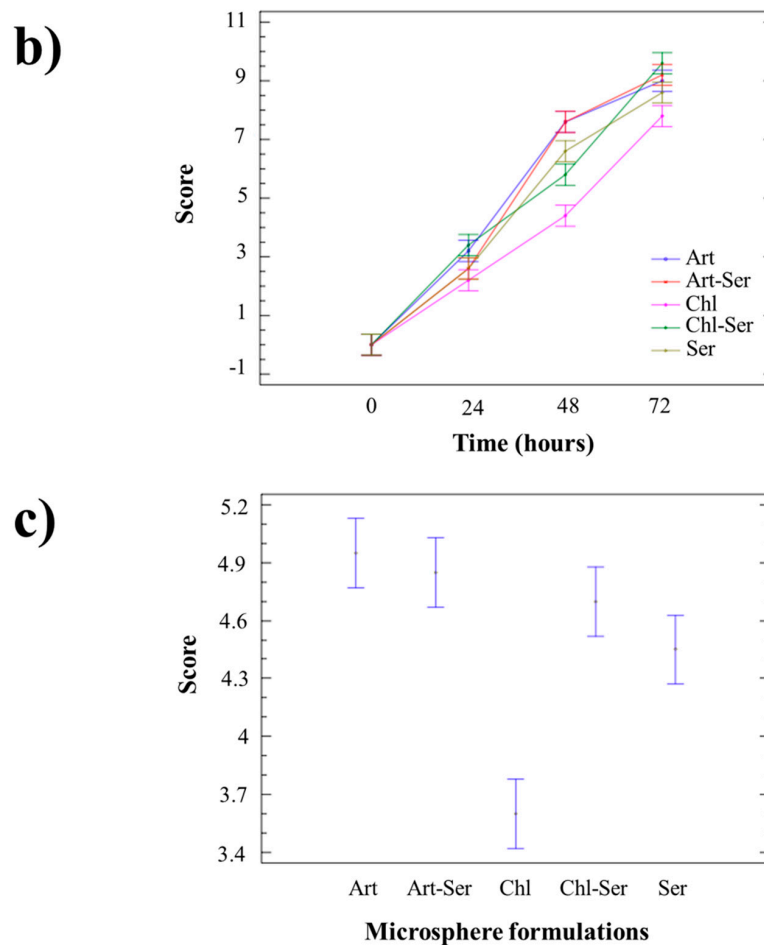 b)
11
9
7
5
3
1
-1
Score
Art
Art-Ser
Chl
Chl-Ser
Ser
0 24 48 72
Time (hours)
c)
5.2
4.9
4.6
4.3
4
3.7
3.4
Score
Art Art-Ser Chl Chl-Ser Ser
Microsphere formulations